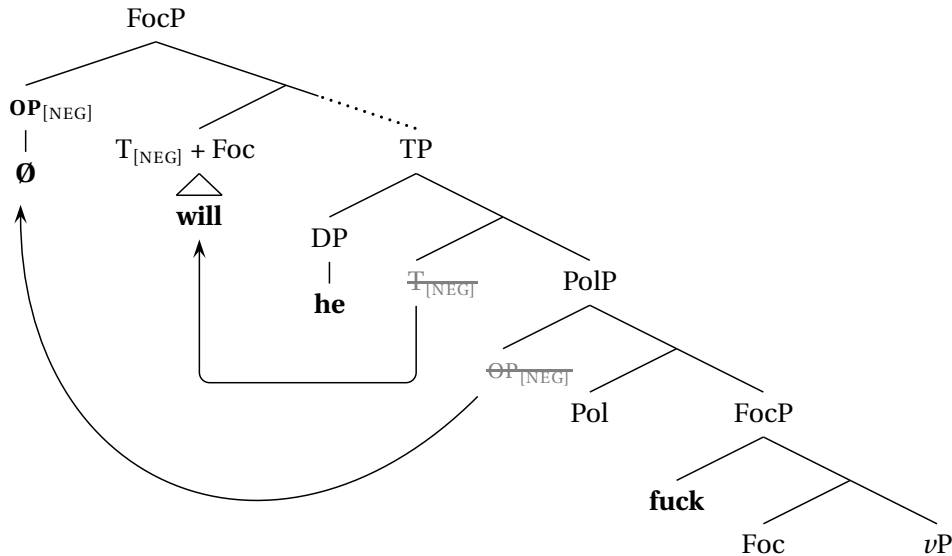 FocP
OP[NEG]
Ø
T[NEG] + Foc
will
TP
DP
he
T[NEG]
PolP
OP[NEG]
Pol
FocP
fuck
Foc
vP